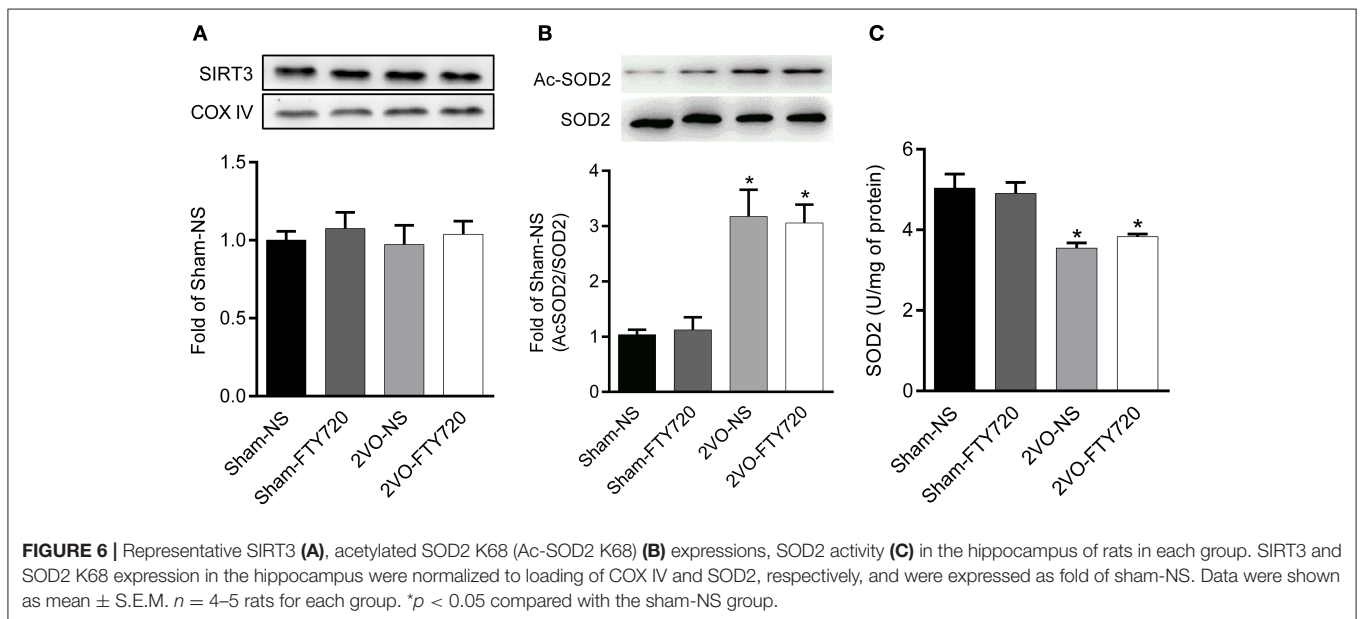 A
SIRT3
COX IV
Fold of Sham-NS
1.5
1.0
0.5
0.0
Sham-NS
Sham-FTY720
2VO-NS
2VO-FTY720
B
Ac-SOD2
SOD2
Fold of Sham-NS
(AcSOD2/SOD2)
4
3
2
1
0
*
*
Sham-NS
Sham-FTY720
2VO-NS
2VO-FTY720
C
SOD2 (U/mg of protein)
6
4
2
0
*
*
Sham-NS
Sham-FTY720
2VO-NS
2VO-FTY720
FIGURE 6 | Representative SIRT3 (A), acetylated SOD2 K68 (Ac-SOD2 K68) (B) expressions, SOD2 activity (C) in the hippocampus of rats in each group. SIRT3 and
SOD2 K68 expression in the hippocampus were normalized to loading of COX IV and SOD2, respectively, and were expressed as fold of sham-NS. Data were shown
as mean ± S.E.M. n = 4–5 rats for each group. *p < 0.05 compared with the sham-NS group.